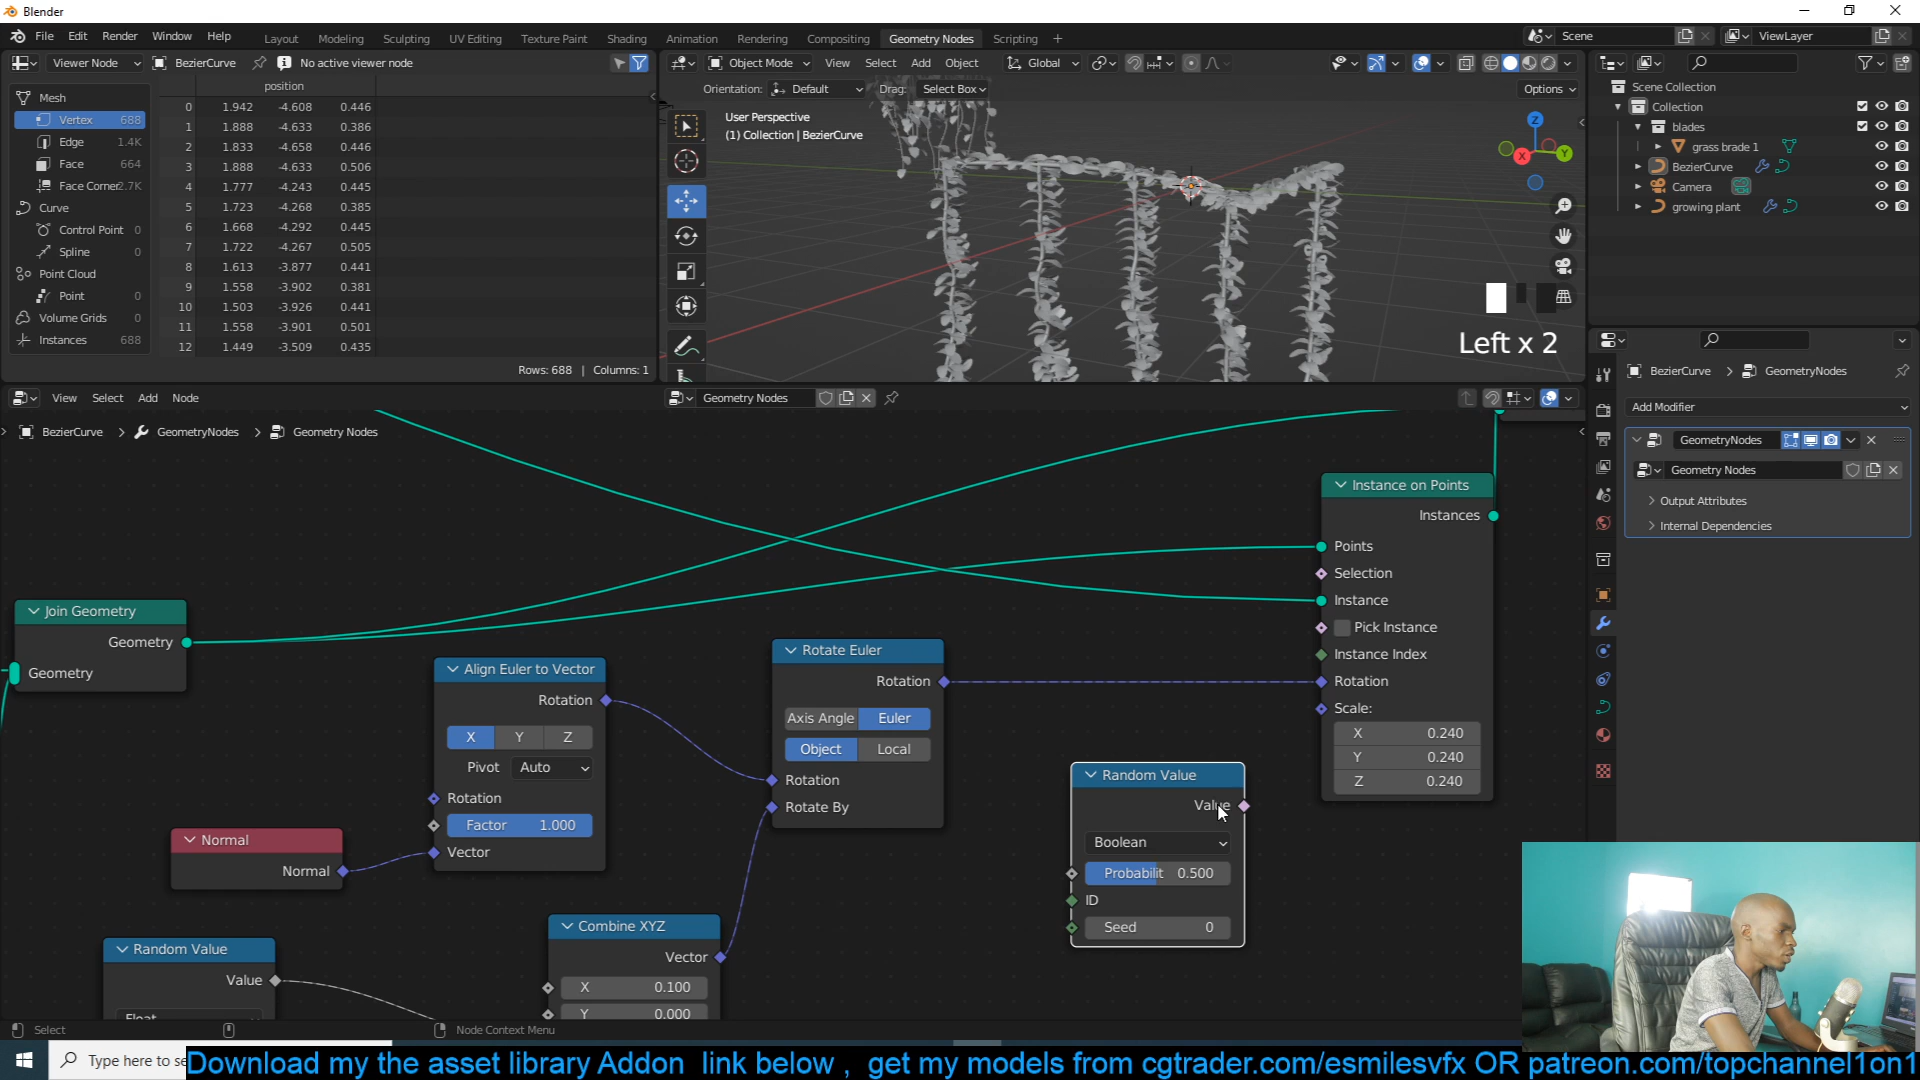 Blender
File Edit Render Window Help
Layout Modeling Sculpting UV Editing Texture Paint Shading Animation Rendering Compositing Geometry Nodes Scripting +
Scene
ViewLayer
Viewer Node BezierCurve No active viewer node
position
Mesh
Vertex 688
Edge 1.4K
Face 664
Face Corner 2.7K
Curve
Control Point 0
Spline 0
Point Cloud
Point 0
Volume Grids 0
Instances 688
0 1.942 -4.608 0.446
1 1.888 -4.633 0.386
2 1.833 -4.658 0.446
3 1.888 -4.633 0.506
4 1.777 -4.243 0.445
5 1.723 -4.268 0.385
6 1.668 -4.292 0.445
7 1.722 -4.267 0.505
8 1.613 -3.877 0.441
9 1.558 -3.902 0.381
10 1.503 -3.926 0.441
11 1.558 -3.901 0.501
12 1.449 -3.509 0.435
Rows: 688 | Columns: 1
Object Mode View Select Add Object Global
Orientation: Default Drag: Select Box Options
User Perspective
(1) Collection | BezierCurve
Z
Y
X
Left x 2
Scene Collection
Collection
blades
grass brade 1
BezierCurve
Camera
growing plant
BezierCurve > GeometryNodes
Add Modifier
GeometryNodes
Geometry Nodes
> Output Attributes
> Internal Dependencies
View Select Add Node
Geometry Nodes
BezierCurve > GeometryNodes > Geometry Nodes
Join Geometry
Geometry
Geometry
Normal
Normal
Random Value
Value
Float
Align Euler to Vector
Rotation
X Y Z
Pivot Auto
Rotation
Factor 1.000
Vector
Combine XYZ
Vector
X 0.100
Y 0.000
Rotate Euler
Rotation
Axis Angle Euler
Object Local
Rotation
Rotate By
Random Value
Value
Boolean
Probabilit 0.500
ID
Seed 0
Instance on Points
Instances
Points
Selection
Instance
Pick Instance
Instance Index
Rotation
Scale:
X 0.240
Y 0.240
Z 0.240
Select
Node Context Menu
Type here to se
Download my the asset library Addon link below , get my models from cgtrader.com/esmilesvfx OR patreon.com/topchannel1on1